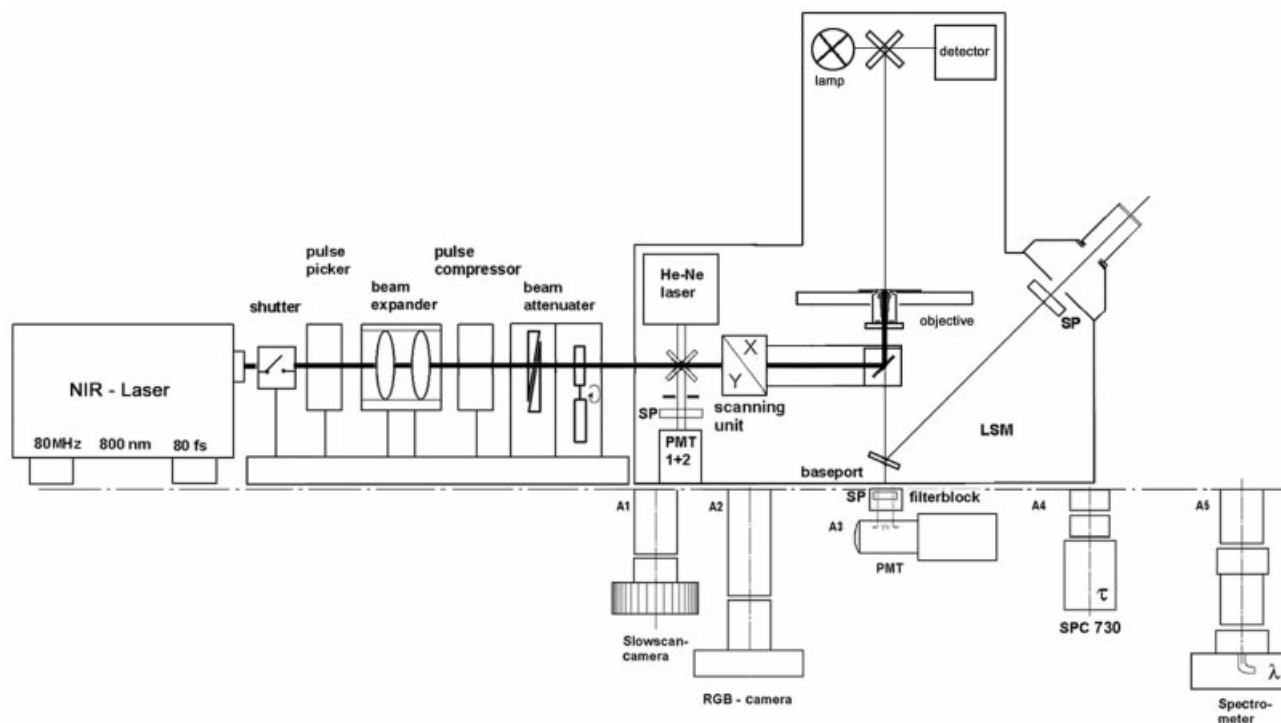 lamp
detector
pulse
picker
pulse
compressor
beam
expander
beam
attenuater
shutter
He-Ne
laser
objective
SP
NIR - Laser
X
Y
scanning
unit
SP
PMT
1+2
LSM
80MHz 800 nm 80 fs
baseport
A1
A2
SP
filterblock
A3
A4
A5
PMT
τ
SPC 730
Slowscan-
camera
RGB - camera
λ
Spectro-
meter